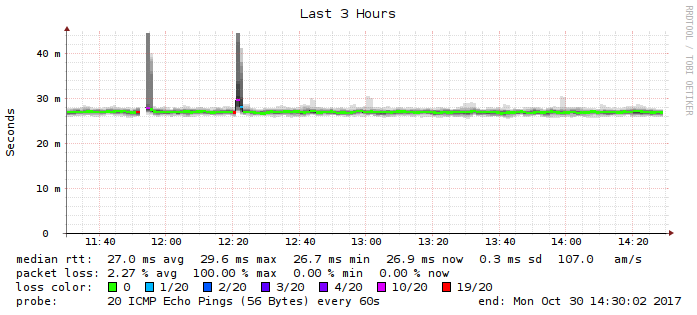 Last 3 Hours
RRDTOOL / TOBI OETIKER
Seconds
40 m
30 m
20 m
10 m
0
11:40 12:00 12:20 12:40 13:00 13:20 13:40 14:00 14:20
median rtt: 27.0 ms avg 29.6 ms max 26.7 ms min 26.9 ms now 0.3 ms sd 107.0 am/s
packet loss: 2.27 % avg 100.00 % max 0.00 % min 0.00 % now
loss color: 0 1/20 2/20 3/20 4/20 10/20 19/20
probe: 20 ICMP Echo Pings (56 Bytes) every 60s end: Mon Oct 30 14:30:02 2017